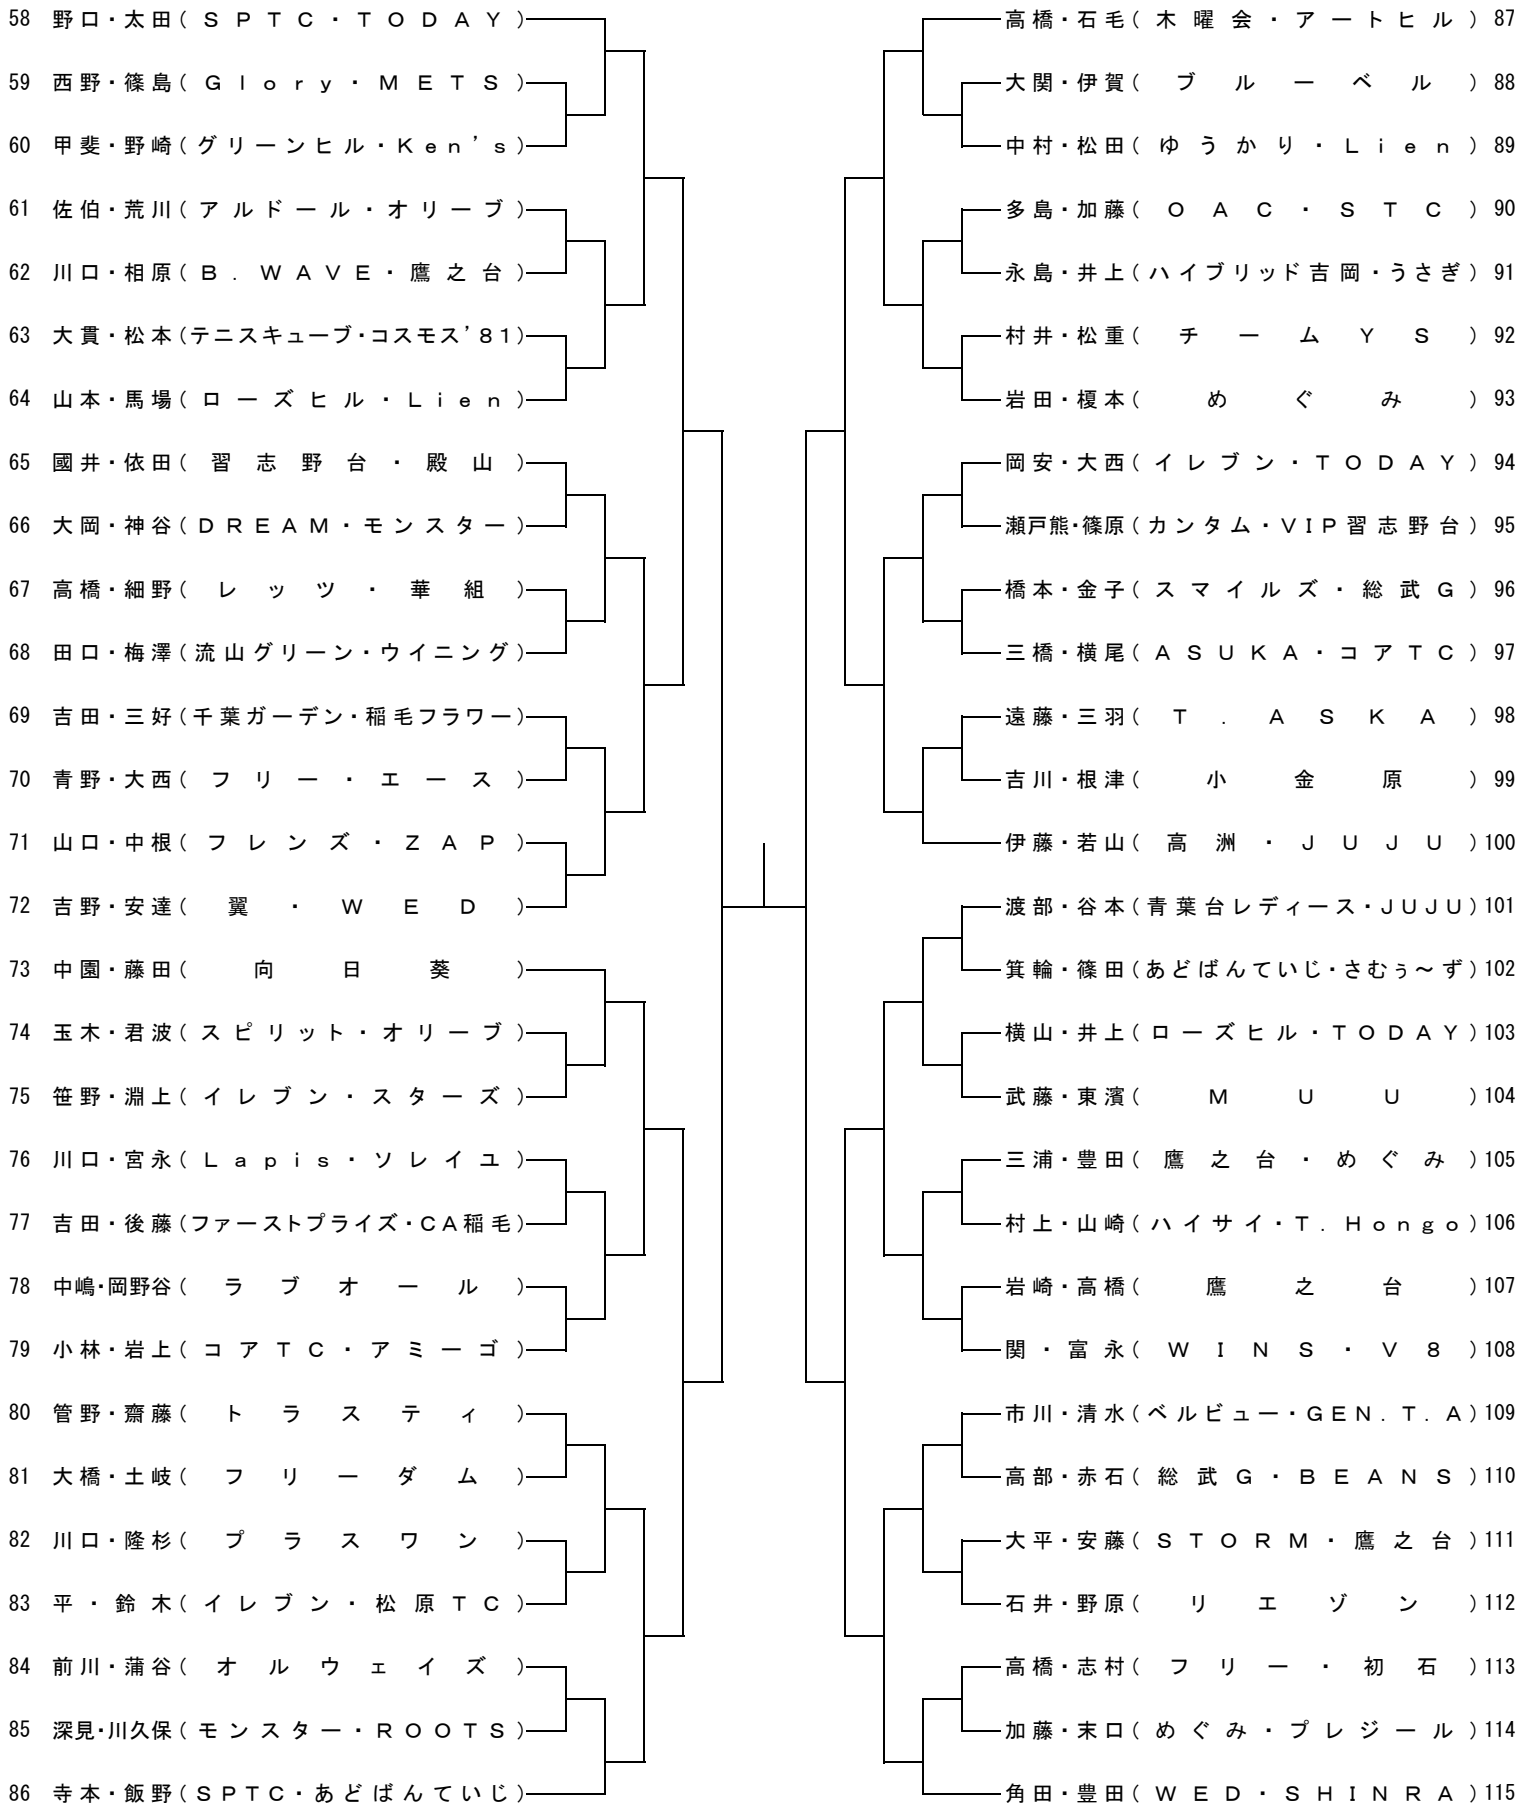 58 野口・太田(SPTC・TODAY)
59 西野・篠島(Glory・METS)
60 甲斐・野崎(グリーンヒル・Ken's)
61 佐伯・荒川(アルドール・オリーブ)
62 川口・相原(B.WAVE・鷹之台)
63 大貫・松本(テニスキューブ・コスモス'81)
64 山本・馬場(ローズヒル・Lien)
65 國井・依田(習志野台・殿山)
66 大岡・神谷(DREAM・モンスター)
67 高橋・細野(レッツ・華組)
68 田口・梅澤(流山グリーン・ウイニング)
69 吉田・三好(千葉ガーデン・稲毛フラワー)
70 青野・大西(フリー・エース)
71 山口・中根(フレンズ・ZAP)
72 吉野・安達(翼・WED)
73 中園・藤田(向日葵)
74 玉木・君波(スピリット・オリーブ)
75 笹野・淵上(イレブン・スターズ)
76 川口・宮永(Lapis・ソレイユ)
77 吉田・後藤(ファーストプライズ・CA稲毛)
78 中嶋・岡野谷(ラブオール)
79 小林・岩上(コアTC・アミーゴ)
80 管野・齋藤(トラスティ)
81 大橋・土岐(フリーダム)
82 川口・隆杉(プラスワン)
83 平・鈴木(イレブン・松原TC)
84 前川・蒲谷(オルウェイズ)
85 深見・川久保(モンスター・ROOTS)
86 寺本・飯野(SPTC・あどばんていじ)
高橋・石毛(木曜会・アートヒル) 87
大関・伊賀(ブルーベル) 88
中村・松田(ゆうかり・Lien) 89
多島・加藤(OAC・STC) 90
永島・井上(ハイブリッド吉岡・うさぎ) 91
村井・松重(チームYS) 92
岩田・榎本(めぐみ) 93
岡安・大西(イレブン・TODAY) 94
瀬戸熊・篠原(カンタム・VIP習志野台) 95
橋本・金子(スマイルズ・総武G) 96
三橋・横尾(ASUKA・コアTC) 97
遠藤・三羽(T.ASKA) 98
吉川・根津(小金原) 99
伊藤・若山(高洲・JUJU) 100
渡部・谷本(青葉台レディース・JUJU) 101
箕輪・篠田(あどばんていじ・さむぅ～ず) 102
横山・井上(ローズヒル・TODAY) 103
武藤・東濱(MUU) 104
三浦・豊田(鷹之台・めぐみ) 105
村上・山崎(ハイサイ・T.Hongo) 106
岩崎・高橋(鷹之台) 107
関・富永(WINS・V8) 108
市川・清水(ベルビュー・GEN.T.A) 109
高部・赤石(総武G・BEANS) 110
大平・安藤(STORM・鷹之台) 111
石井・野原(リエゾン) 112
高橋・志村(フリー・初石) 113
加藤・末口(めぐみ・プレジール) 114
角田・豊田(WED・SHINRA) 115